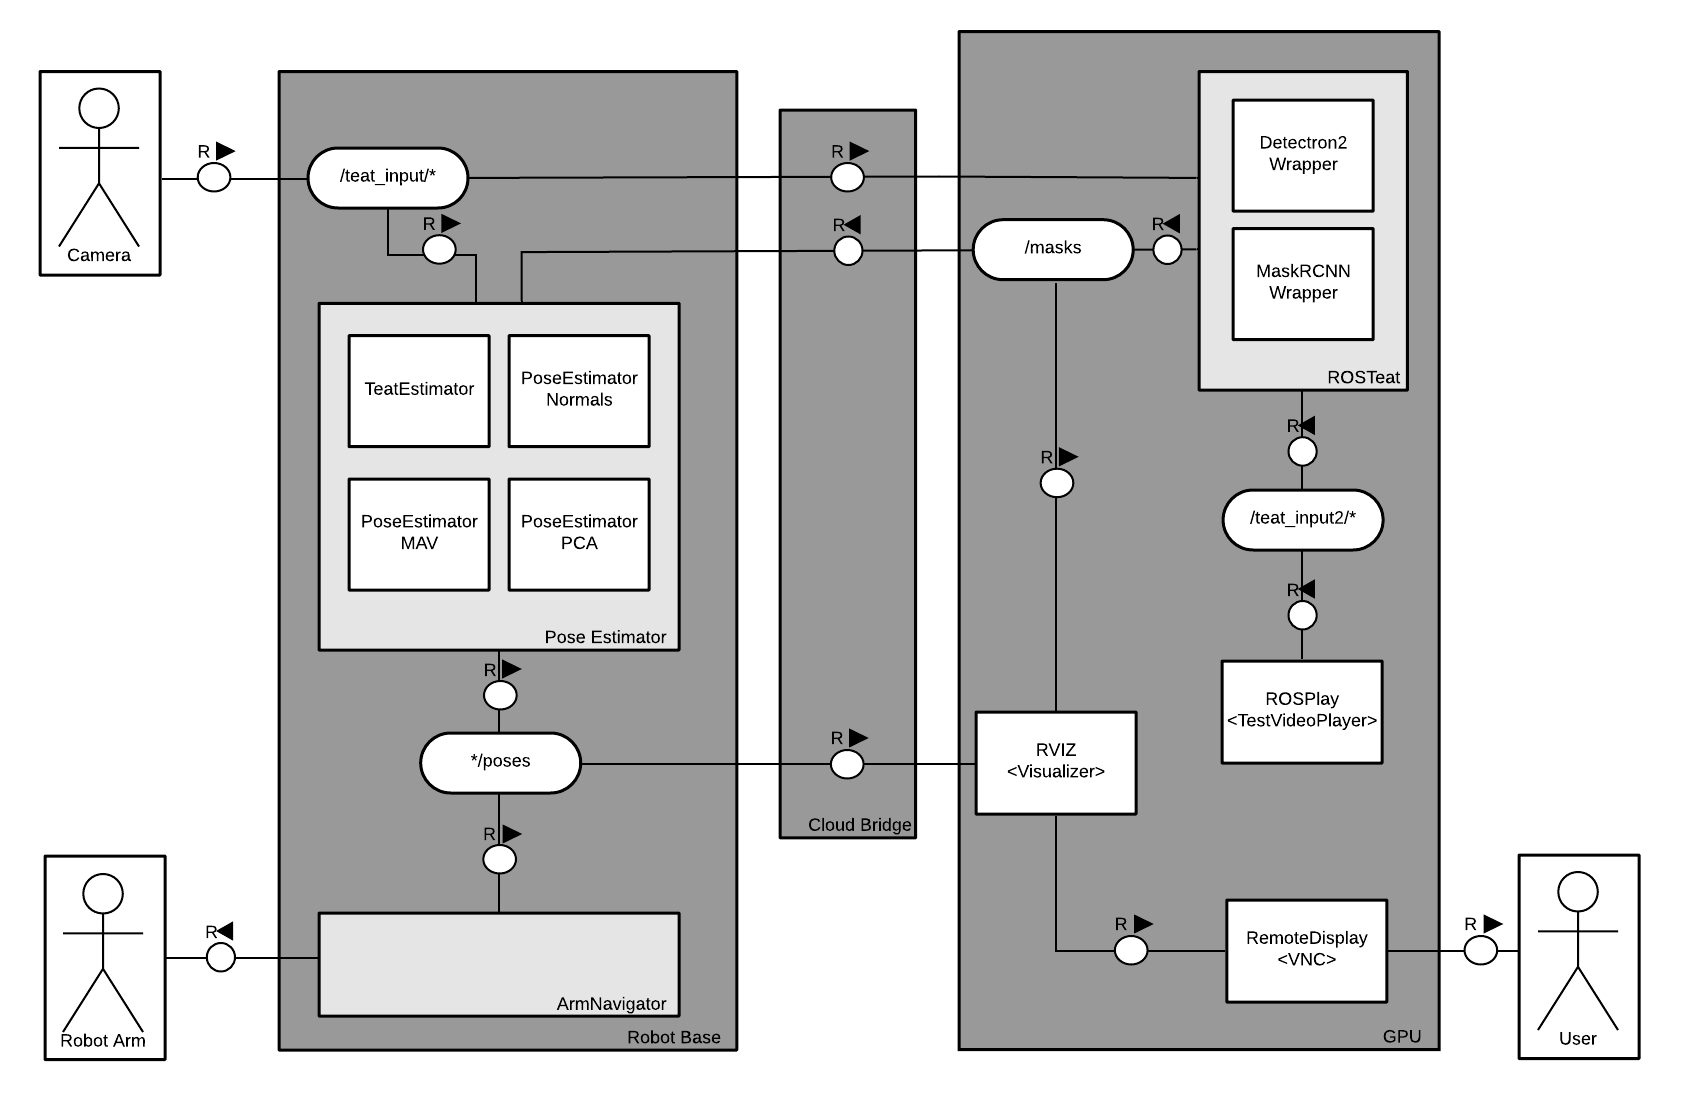 Camera
R
/teat_input/*
R
R
R
Detectron2
Wrapper
/masks
R
MaskRCNN
Wrapper
ROSTeat
TeatEstimator
PoseEstimator
Normals
PoseEstimator
MAV
PoseEstimator
PCA
Pose Estimator
R
R
R
/teat_input2/*
R
ROSPlay
<TestVideoPlayer>
*/poses
R
RVIZ
<Visualizer>
Cloud Bridge
R
Robot Arm
R
ArmNavigator
Robot Base
R
RemoteDisplay
<VNC>
R
GPU
User